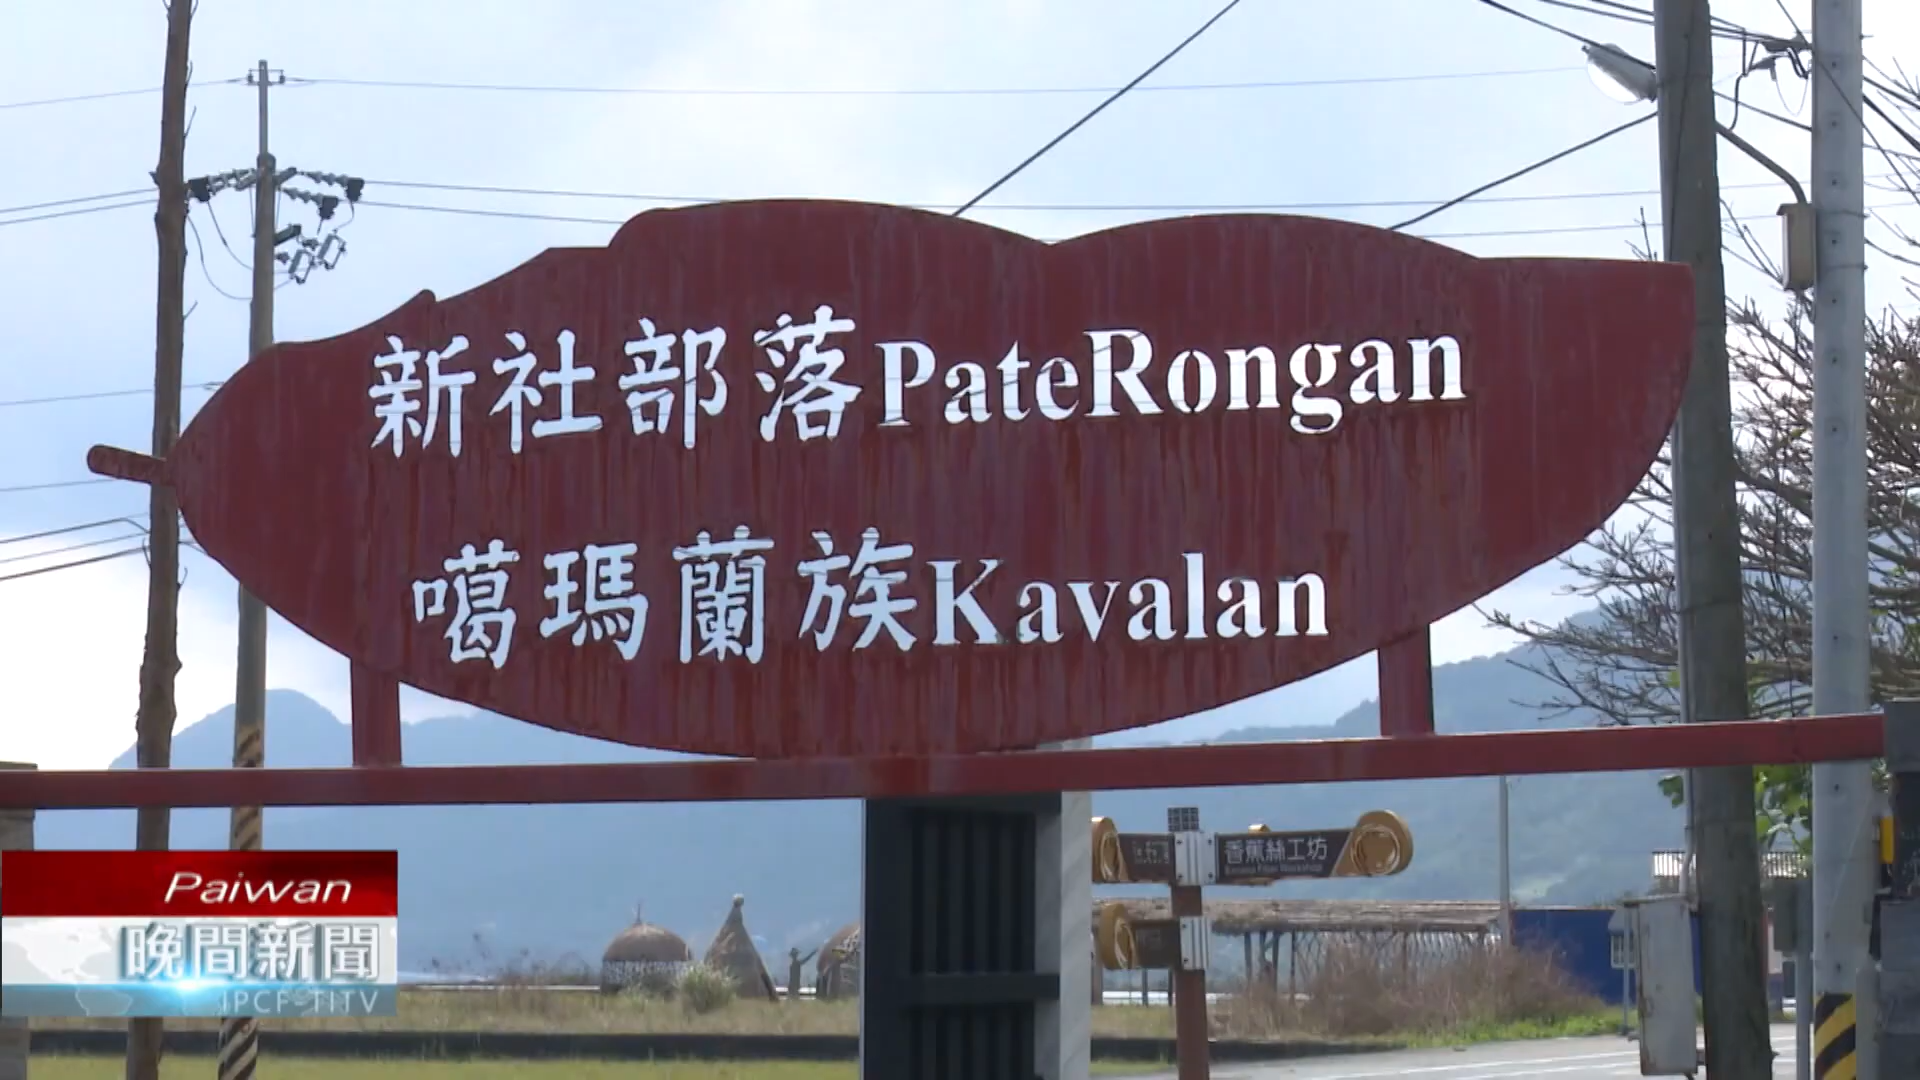 新社部落PateRongan
噶瑪蘭族Kavalan
香蕉絲工坊
Paiwan
晚間新聞
IPCF-TITV